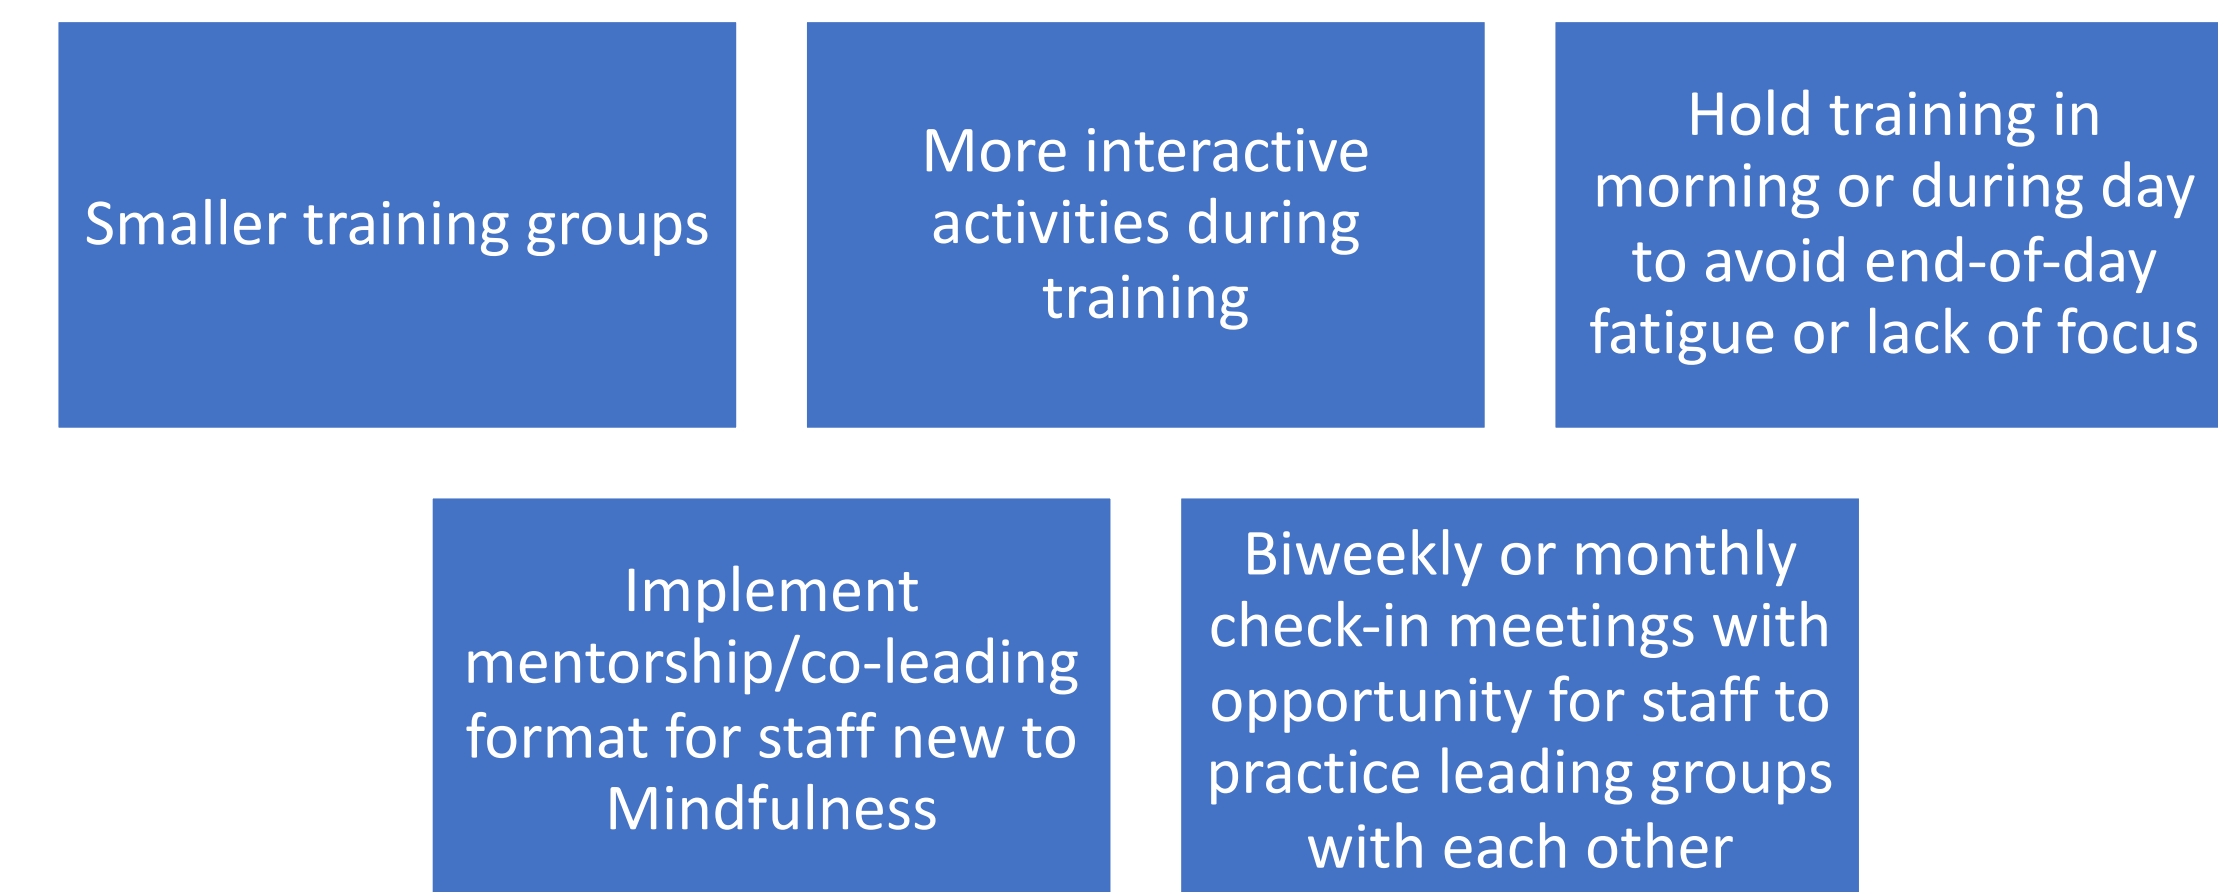 Smaller training groups
More interactive
activities during
training
Hold training in
morning or during day
to avoid end-of-day
fatigue or lack of focus
Implement
mentorship/co-leading
format for staff new to
Mindfulness
Biweekly or monthly
check-in meetings with
opportunity for staff to
practice leading groups
with each other